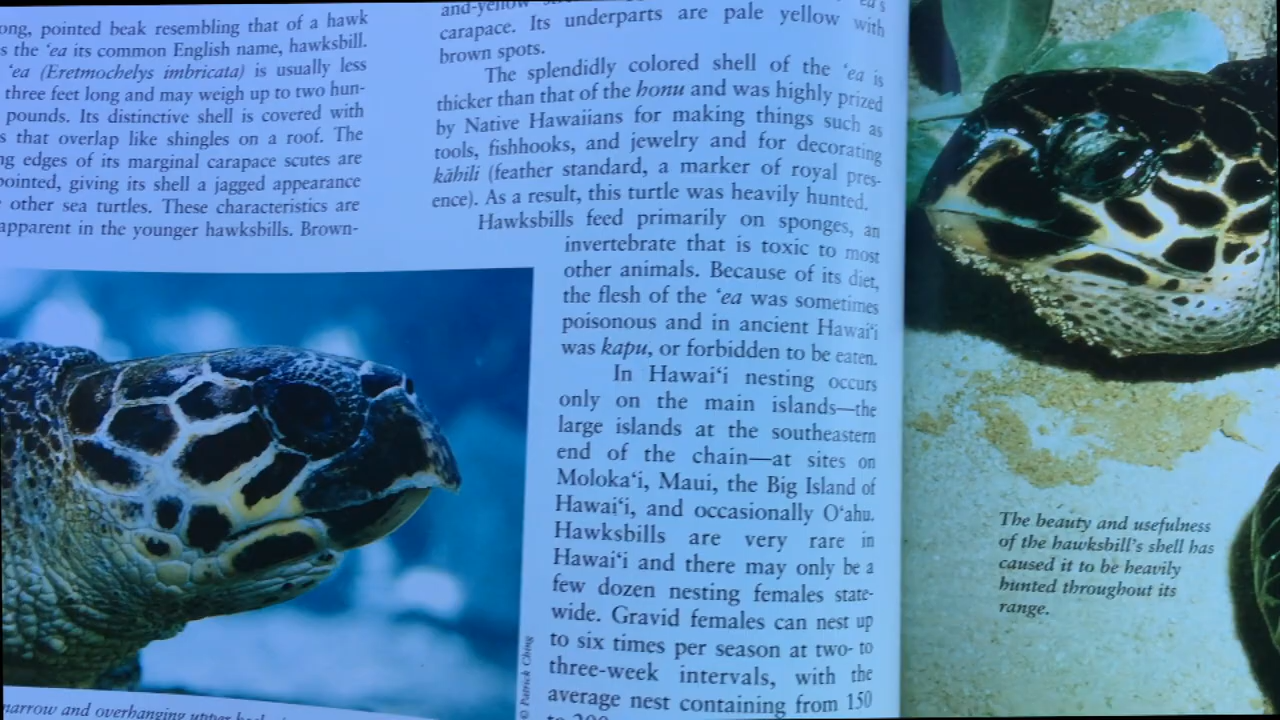 pointed beak resembling that of a hawk
the ʻea its common English name, hawksbill.
ʻea (Eretmochelys imbricata) is usually less
three feet long and may weigh up to two hun-
pounds. Its distinctive shell is covered with
that overlap like shingles on a roof. The
edges of its marginal carapace scutes are
pointed, giving its shell a jagged appearance
other sea turtles. These characteristics are
apparent in the younger hawksbills. Brown-
narrow and overhanging upper
and-yellow
carapace. Its underparts are pale yellow with
brown spots.
The splendidly colored shell of the ʻea is
thicker than that of the honu and was highly prized
by Native Hawaiians for making things such as
tools, fishhooks, and jewelry and for decorating
kāhili (feather standard, a marker of royal pres-
ence). As a result, this turtle was heavily hunted.
Hawksbills feed primarily on sponges, an
invertebrate that is toxic to most
other animals. Because of its diet,
the flesh of the ʻea was sometimes
poisonous and in ancient Hawaiʻi
was kapu, or forbidden to be eaten.
In Hawaiʻi nesting occurs
only on the main islands—the
large islands at the southeastern
end of the chain—at sites on
Molokaʻi, Maui, the Big Island of
Hawaiʻi, and occasionally Oʻahu.
Hawksbills are very rare in
Hawaiʻi and there may only be a
few dozen nesting females state-
wide. Gravid females can nest up
to six times per season at two- to
three-week intervals, with the
average nest containing from 150
© Patrick Ching
The beauty and usefulness
of the hawksbill's shell has
caused it to be heavily
hunted throughout its
range.